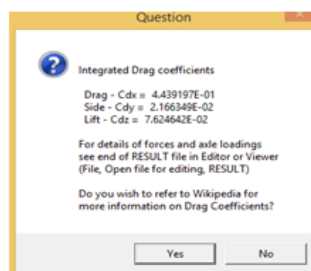 Question
Integrated Drag coefficients
Drag - Cdx = 4.439197E-01
Side - Cdy = 2.166349E-02
Lift - Cdz = 7.624642E-02
For details of forces and axle loadings
see end of RESULT file in Editor or Viewer
(File, Open file for editing, RESULT)
Do you wish to refer to Wikipedia for
more information on Drag Coefficients?
Yes No